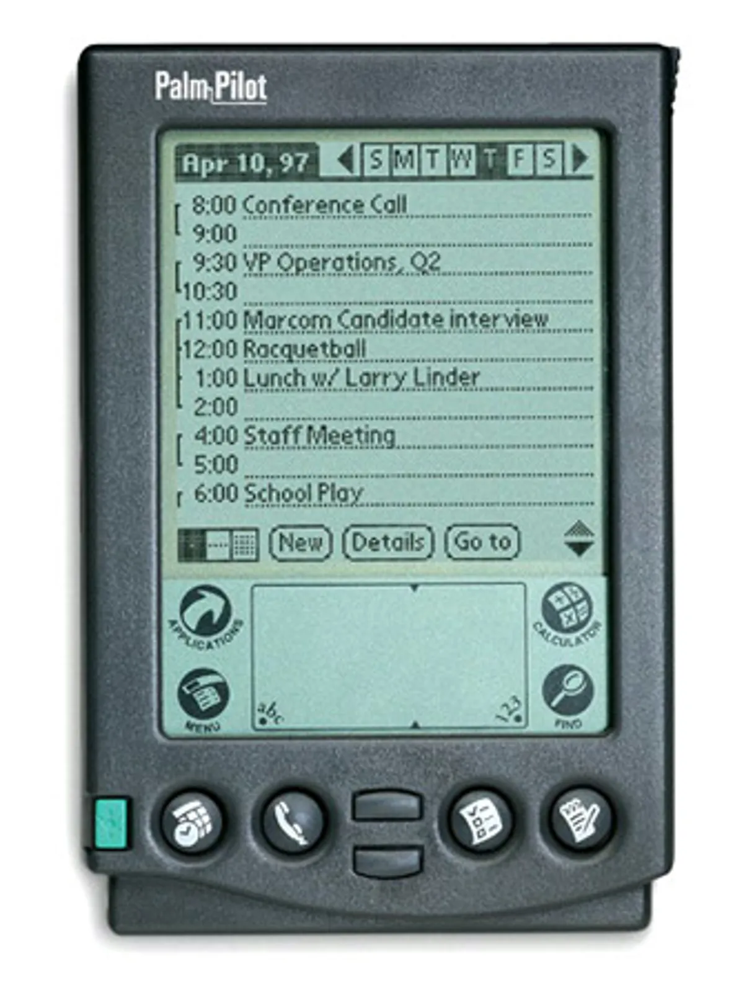 Palm Pilot
Apr 10, 97 S M T W T F S
8:00 Conference Call
9:00
9:30 VP Operations, Q2
10:30
11:00 Marcom Candidate interview
12:00 Racquetball
1:00 Lunch w/ Larry Linder
2:00
4:00 Staff Meeting
5:00
6:00 School Play
New Details Go to
APPLICATIONS CALCULATOR
abc 123
MENU FIND